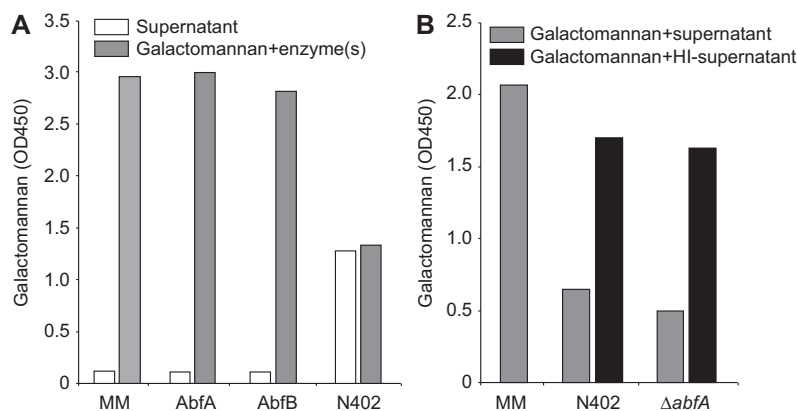 A
Supernatant
Galactomannan+enzyme(s)
Galactomannan (OD450)
3.5
3.0
2.5
2.0
1.5
1.0
0.5
0
MM
AbfA
AbfB
N402
B
Galactomannan+supernatant
Galactomannan+HI-supernatant
Galactomannan (OD450)
2.5
2.0
1.5
1.0
0.5
0
MM
N402
ΔabfA